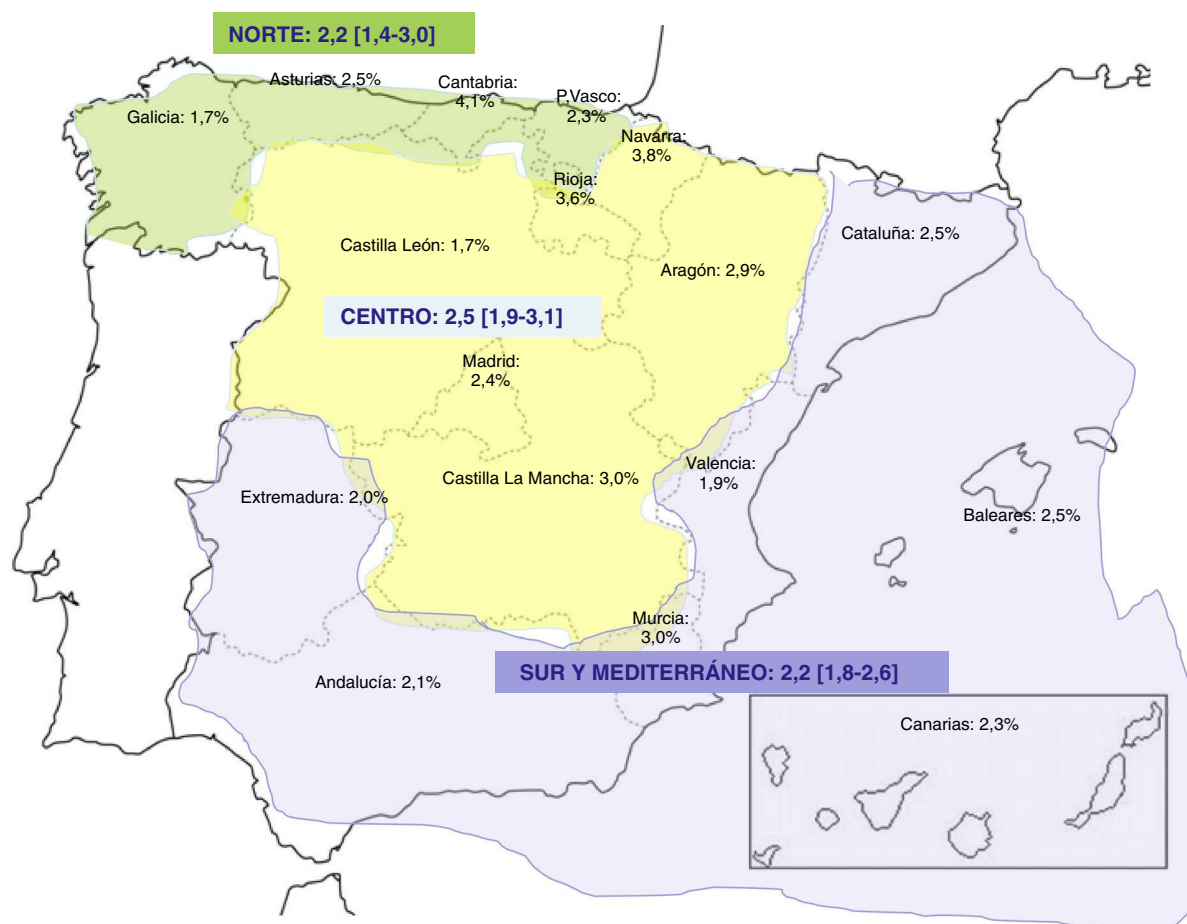 NORTE: 2,2 [1,4-3,0]
Asturias: 2,5%
Cantabria:
4,1%
P,Vasco:
2,3%
Galicia: 1,7%
Navarra:
3,8%
Rioja:
3,6%
Castilla León: 1,7%
Cataluña: 2,5%
Aragón: 2,9%
CENTRO: 2,5 [1,9-3,1]
Madrid:
2,4%
Valencia:
1,9%
Castilla La Mancha: 3,0%
Extremadura: 2,0%
Baleares: 2,5%
Murcia:
3,0%
SUR Y MEDITERRÁNEO: 2,2 [1,8-2,6]
Andalucía: 2,1%
Canarias: 2,3%